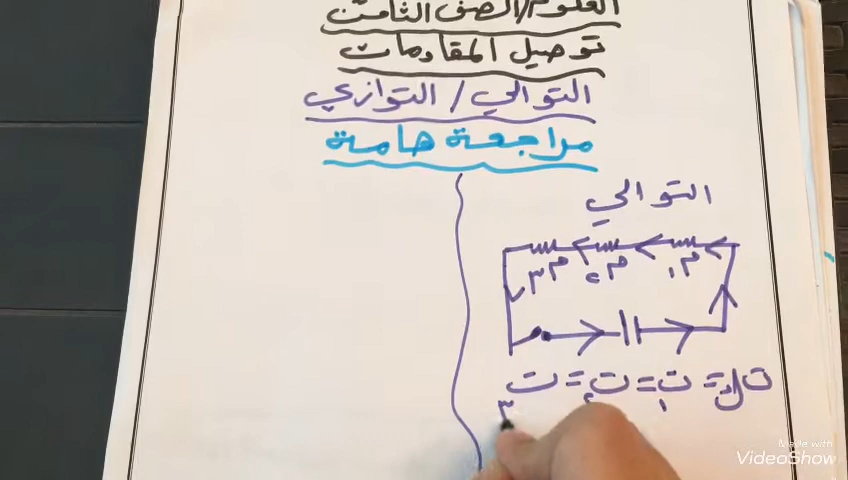 العلوم/الصف الثامن
توصيل المقاومات
التوالي / التوازي
مراجعة هامة
التوالي
م١ م٢ م٣
ت ك = ت١ = ت٢ = ت٣
Made with
VideoShow